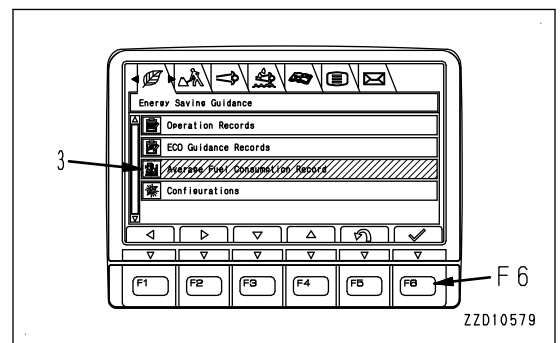 Energy Saving Guidance
Operation Records
ECO Guidance Records
3
Average Fuel Consumption Record
Configurations
F1 F2 F3 F4 F5 F6
F6
ZZD10579